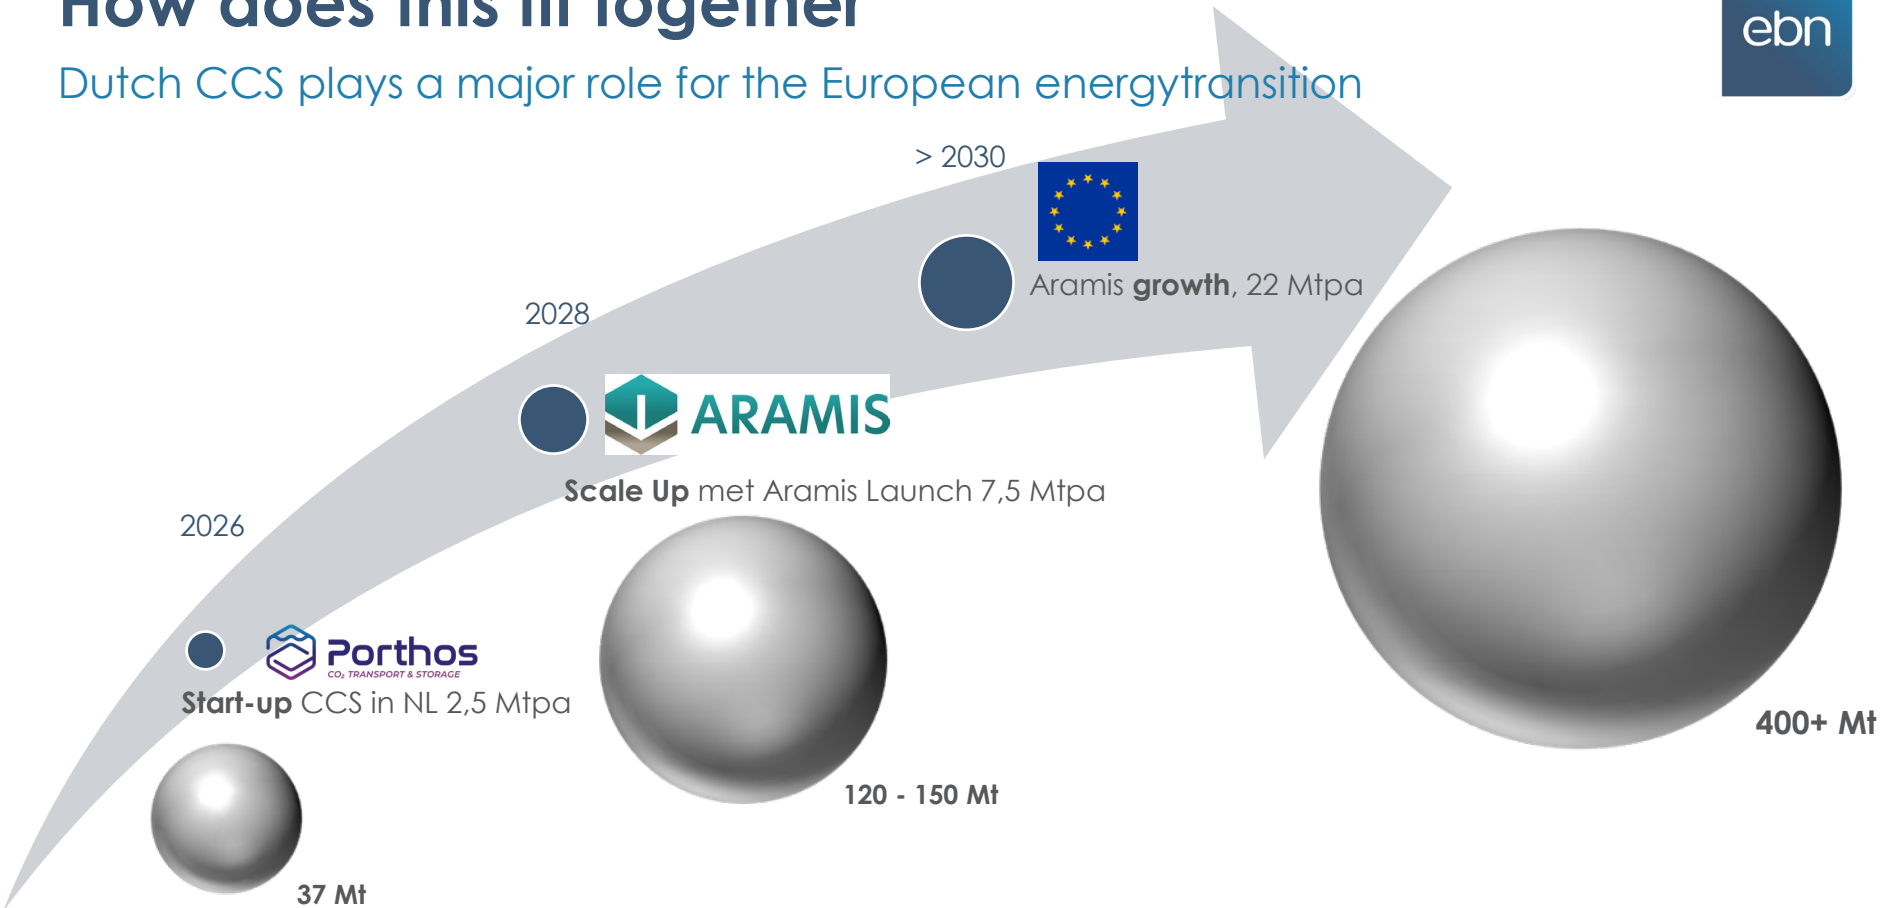 How does this fit together
ebn
Dutch CCS plays a major role for the European energytransition
> 2030
Aramis growth, 22 Mtpa
2028
ARAMIS
Scale Up met Aramis Launch 7,5 Mtpa
2026
Porthos
CO₂ TRANSPORT & STORAGE
Start-up CCS in NL 2,5 Mtpa
400+ Mt
120 - 150 Mt
37 Mt